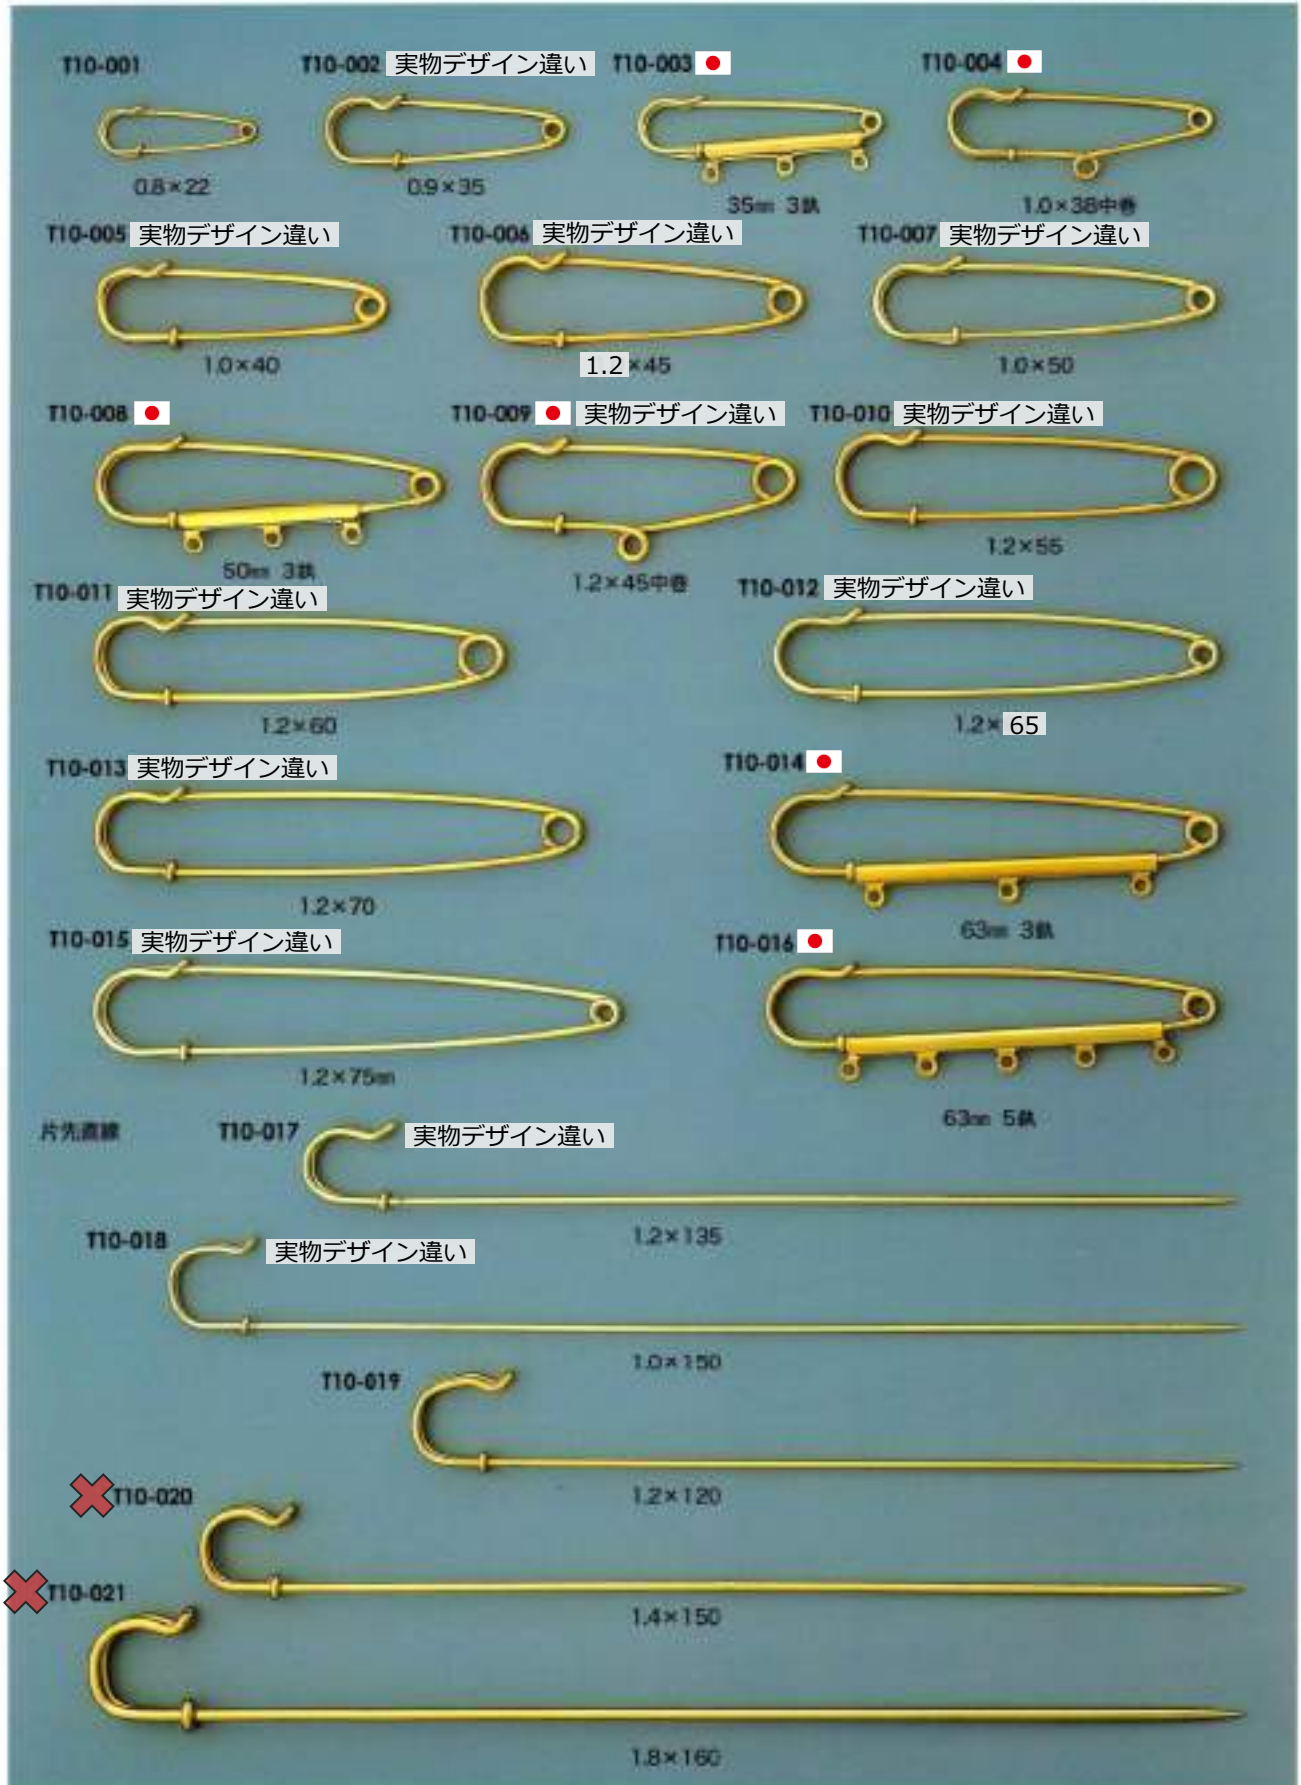 T10-001
T10-002 実物デザイン違い
T10-003
T10-004
0.8×22
0.9×35
35㎜ 3釻
1.0×38中巻
T10-005 実物デザイン違い
T10-006 実物デザイン違い
T10-007 実物デザイン違い
1.0×40
1.2×45
1.0×50
T10-008
T10-009 実物デザイン違い
T10-010 実物デザイン違い
50㎜ 3釻
1.2×45中巻
1.2×55
T10-011 実物デザイン違い
T10-012 実物デザイン違い
1.2×60
1.2×65
T10-013 実物デザイン違い
T10-014
1.2×70
63㎜ 3釻
T10-015 実物デザイン違い
T10-016
1.2×75㎜
63㎜ 5釻
片先直線
T10-017 実物デザイン違い
1.2×135
T10-018 実物デザイン違い
1.0×150
T10-019
1.2×120
T10-020
1.4×150
T10-021
1.8×160